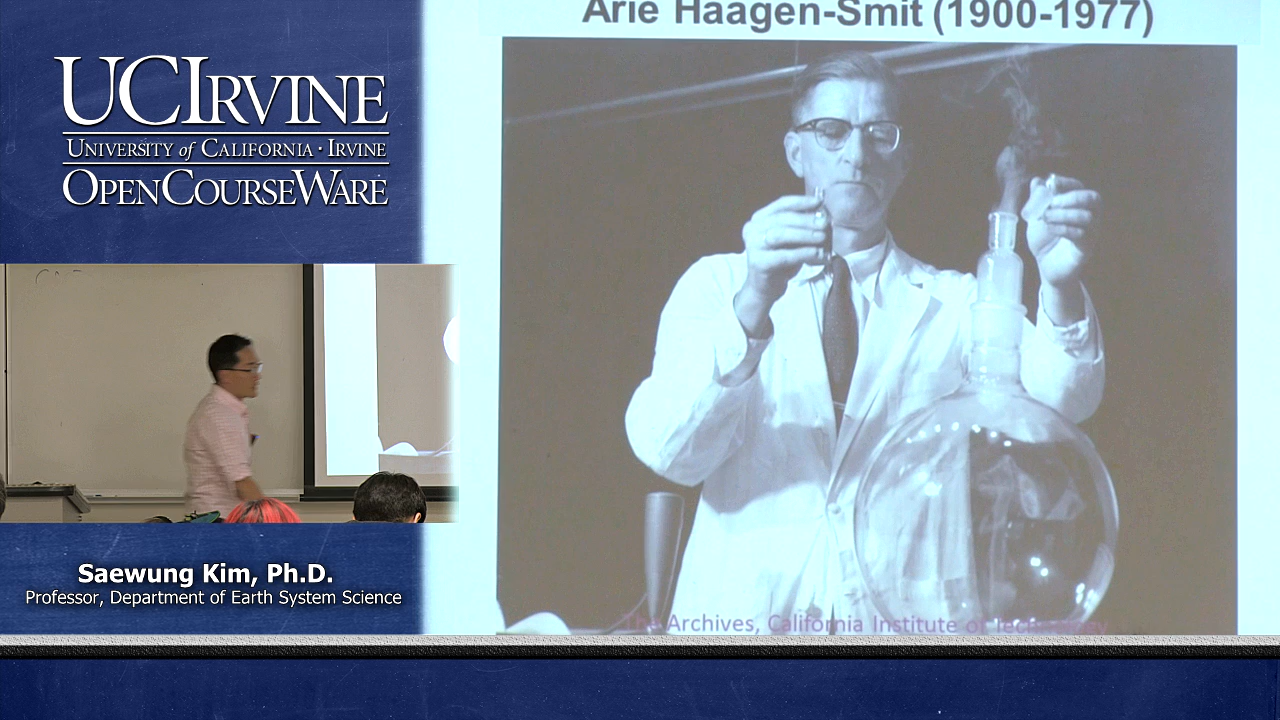 Arie Haagen-Smit (1900-1977)
UCIRVINE
UNIVERSITY of CALIFORNIA · IRVINE
OPENCOURSEWARE
Saewung Kim, Ph.D.
Professor, Department of Earth System Science
The Archives, California Institute of Technology